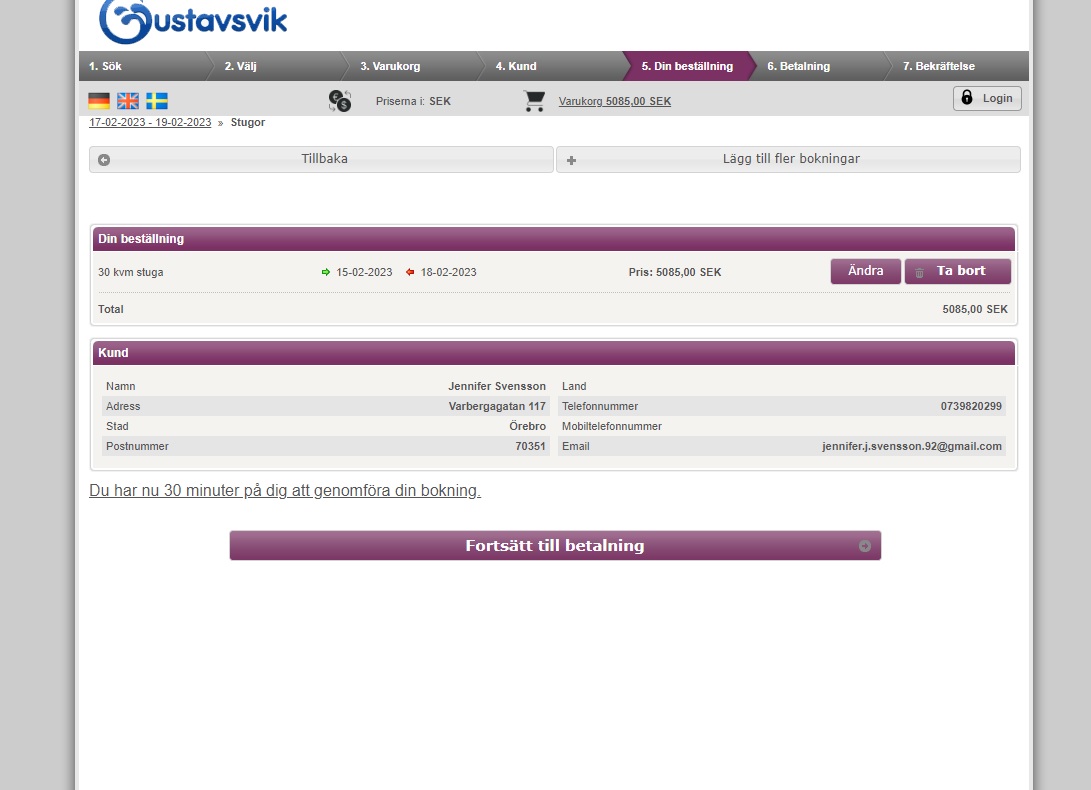 Gustavsvik
1. Sök 2. Välj 3. Varukorg 4. Kund 5. Din beställning 6. Betalning 7. Bekräftelse
Priserna i: SEK Varukorg 5085,00 SEK Login
17-02-2023 - 19-02-2023 » Stugor
Tillbaka Lägg till fler bokningar
Din beställning
30 kvm stuga 15-02-2023 18-02-2023 Pris: 5085,00 SEK Ändra Ta bort
Total 5085,00 SEK
Kund
Namn Jennifer Svensson Land
Adress Varbergagatan 117 Telefonnummer 0739820299
Stad Örebro Mobiltelefonnummer
Postnummer 70351 Email jennifer.j.svensson.92@gmail.com
Du har nu 30 minuter på dig att genomföra din bokning.
Fortsätt till betalning